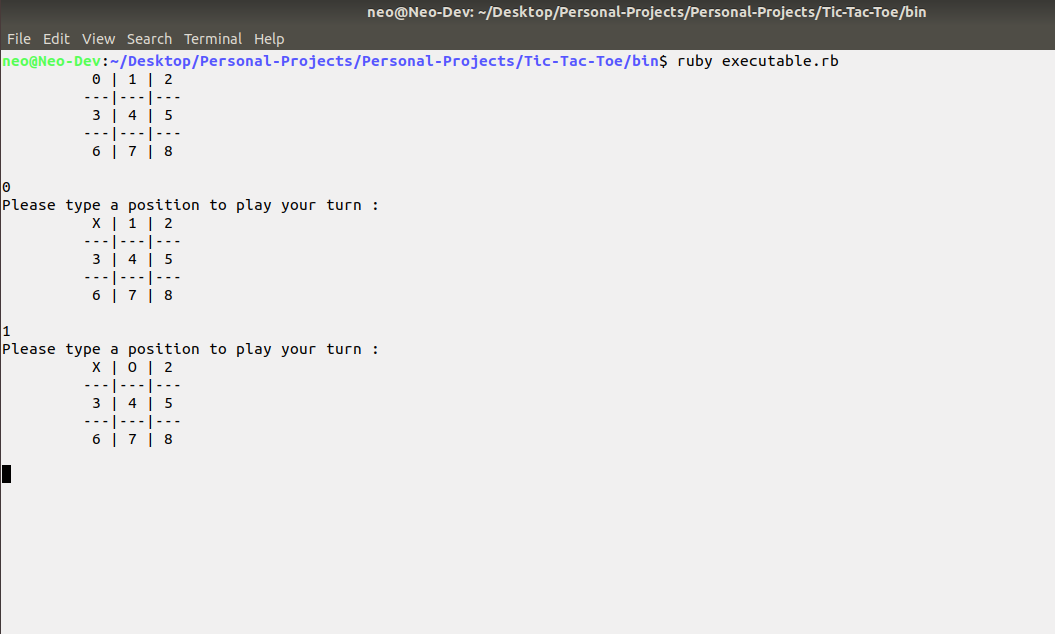 neo@Neo-Dev: ~/Desktop/Personal-Projects/Personal-Projects/Tic-Tac-Toe/bin
File Edit View Search Terminal Help
neo@Neo-Dev:~/Desktop/Personal-Projects/Personal-Projects/Tic-Tac-Toe/bin$ ruby executable.rb
0 | 1 | 2
---|---|---
3 | 4 | 5
---|---|---
6 | 7 | 8
0
Please type a position to play your turn :
X | 1 | 2
---|---|---
3 | 4 | 5
---|---|---
6 | 7 | 8
1
Please type a position to play your turn :
X | O | 2
---|---|---
3 | 4 | 5
---|---|---
6 | 7 | 8